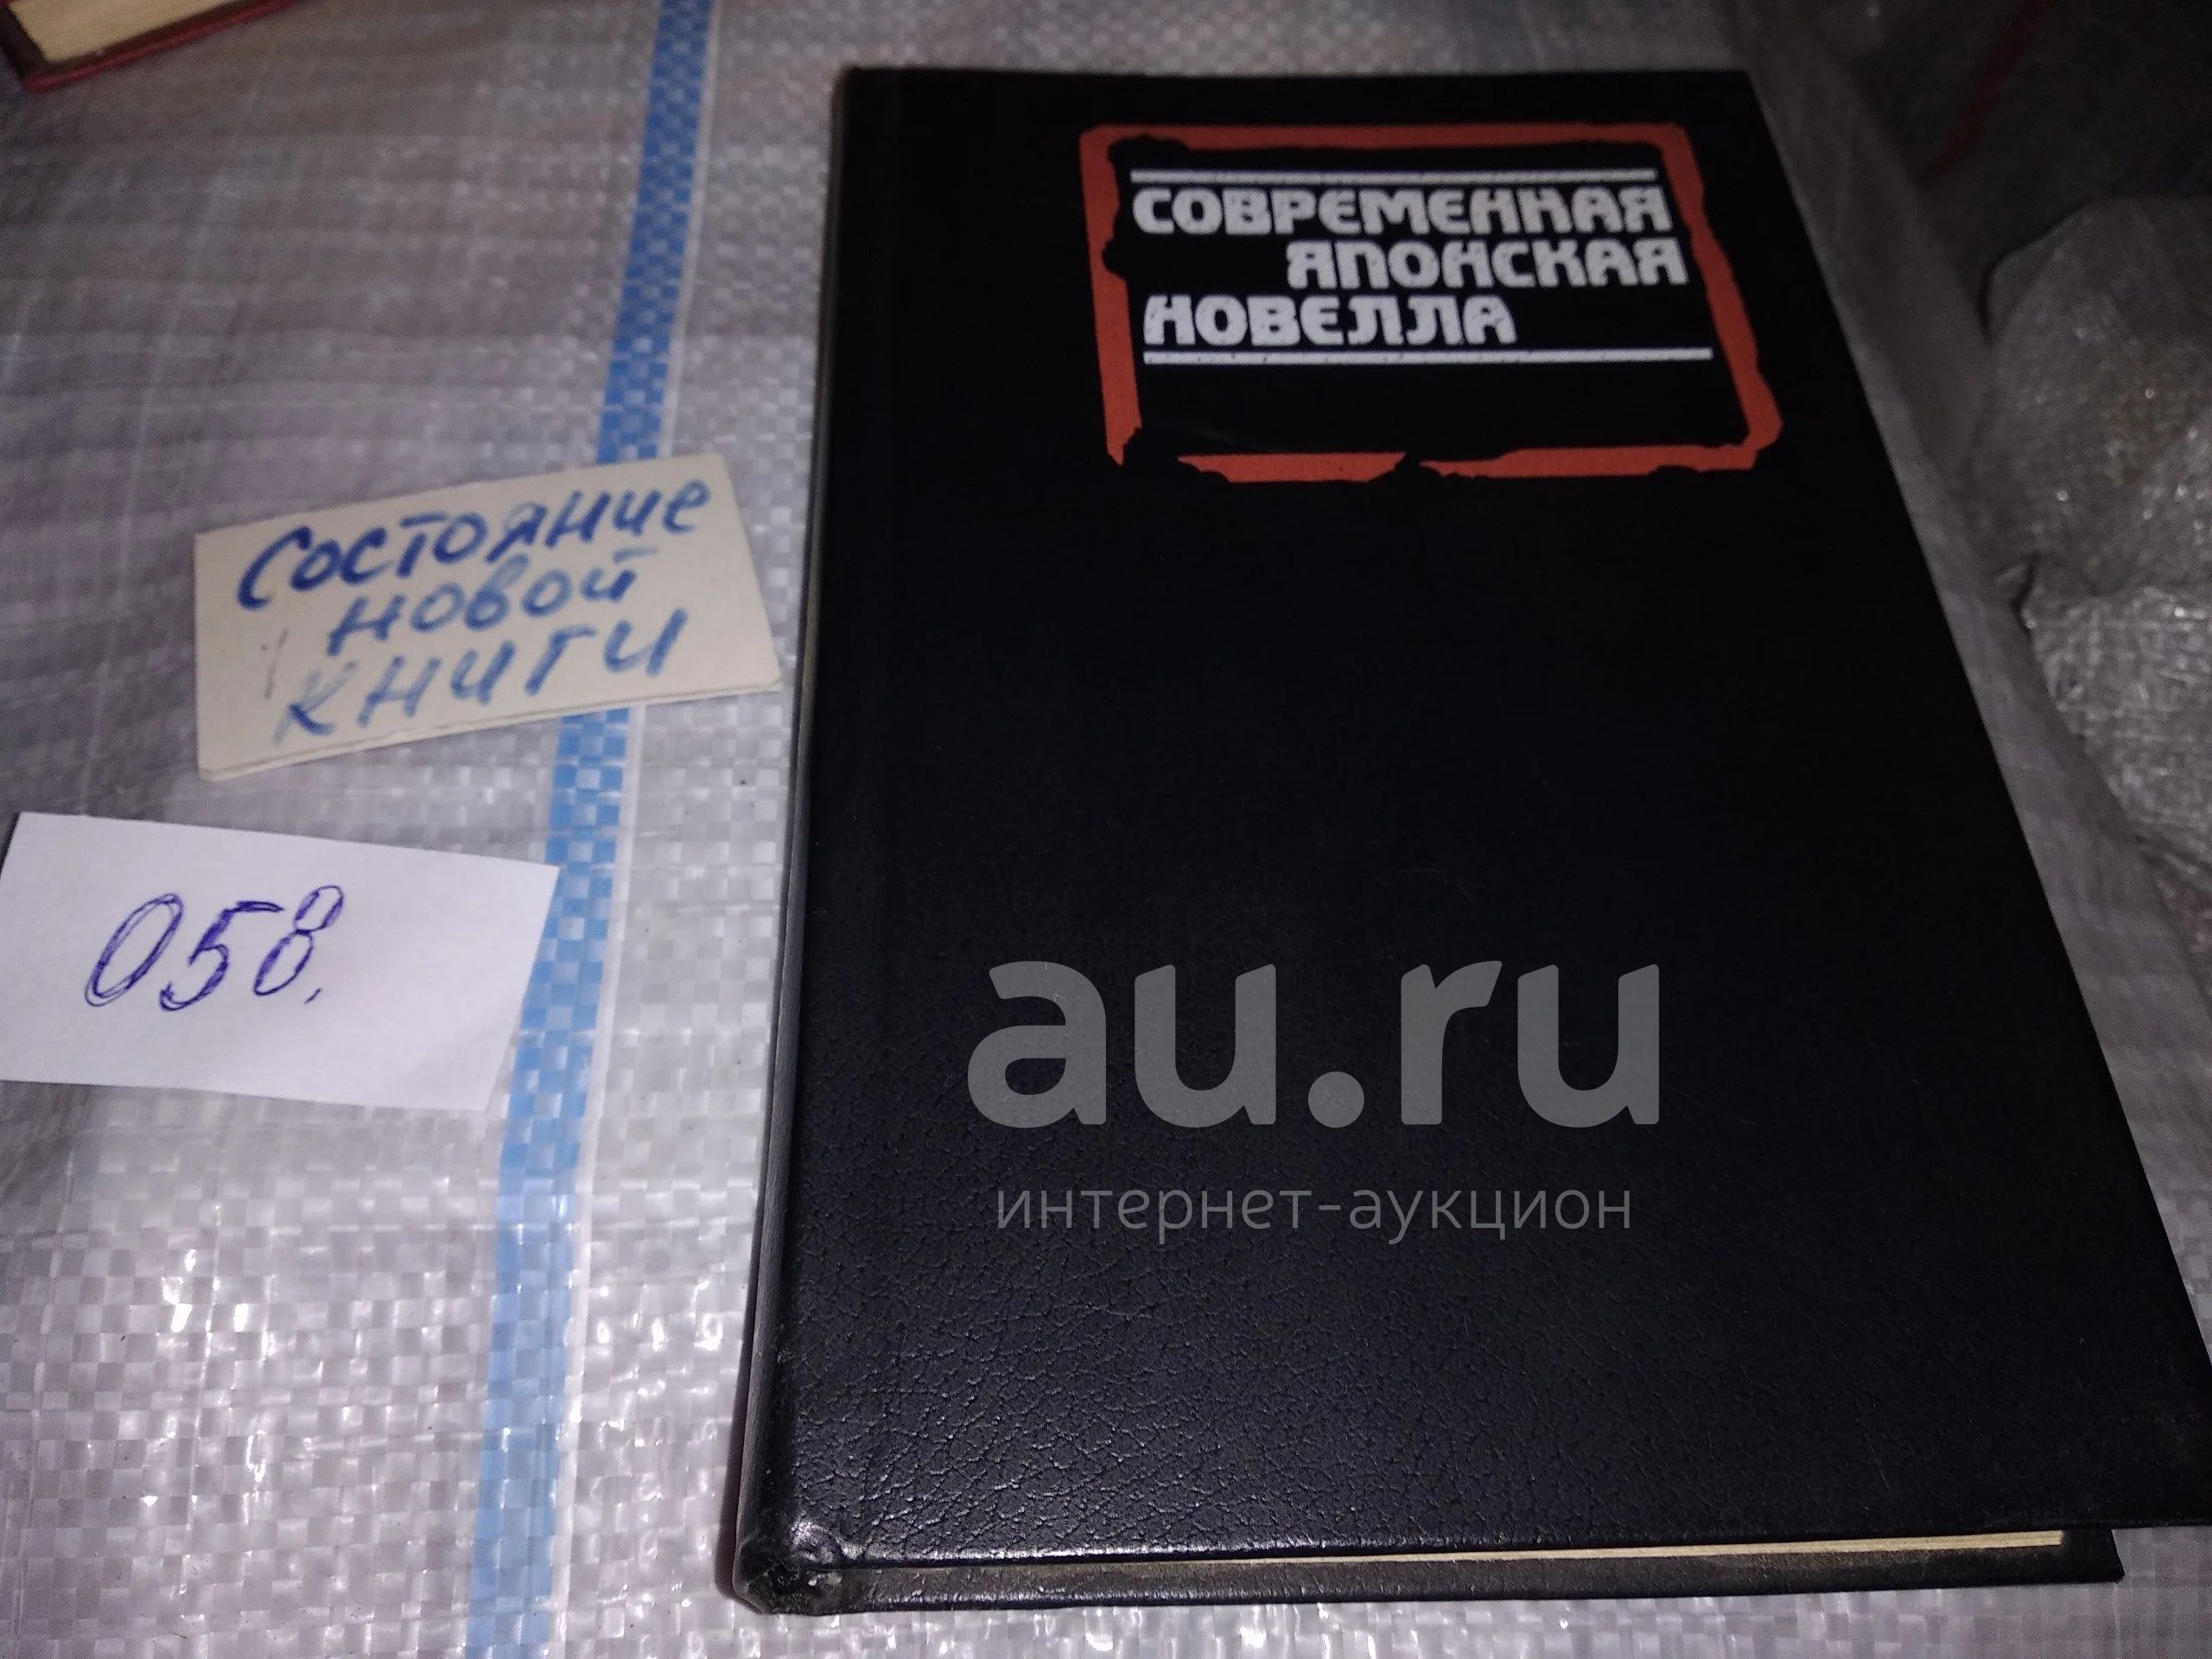 СОВРЕМЕННАЯ
ЯПОНСКАЯ
НОВЕЛЛА
Состояние
новой
книги
058.
au.ru
интернет-аукцион